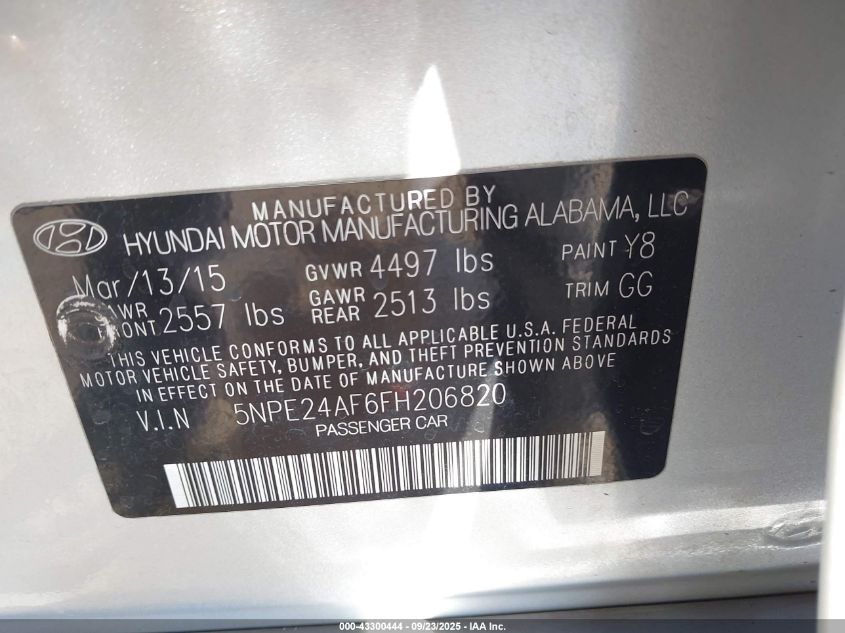 MANUFACTURED BY
HYUNDAI MOTOR MANUFACTURING ALABAMA, LLC
Mar/13/15 GVWR 4497 lbs PAINT Y8
GAWR FRONT 2557 lbs GAWR REAR 2513 lbs TRIM GG
THIS VEHICLE CONFORMS TO ALL APPLICABLE U.S.A. FEDERAL
MOTOR VEHICLE SAFETY, BUMPER, AND THEFT PREVENTION STANDARDS
IN EFFECT ON THE DATE OF MANUFACTURE SHOWN ABOVE
V.I.N 5NPE24AF6FH206820
PASSENGER CAR
000-43300444 - 09/23/2025 - IAA Inc.